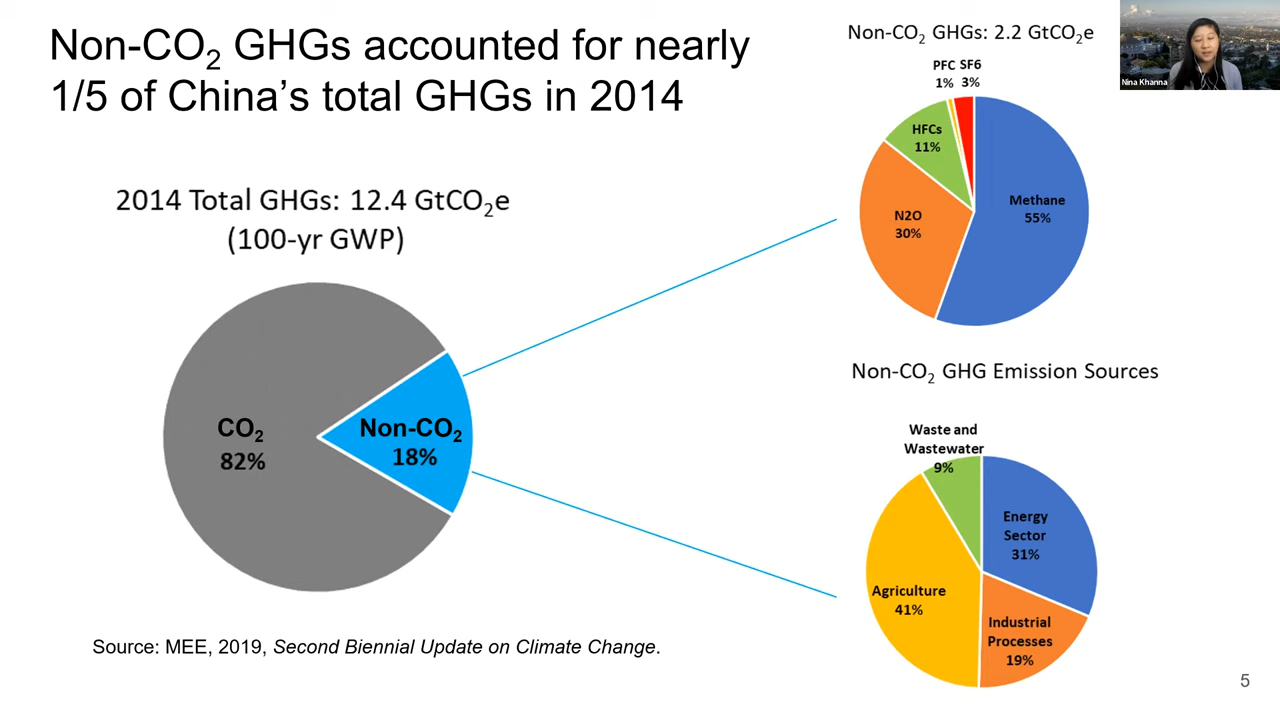 Non-CO₂ GHGs accounted for nearly
1/5 of China's total GHGs in 2014
2014 Total GHGs: 12.4 GtCO₂e
(100-yr GWP)
CO₂
82%
Non-CO₂
18%
Source: MEE, 2019, Second Biennial Update on Climate Change.
Non-CO₂ GHGs: 2.2 GtCO₂e
PFC
1%
SF6
3%
HFCs
11%
N2O
30%
Methane
55%
Non-CO₂ GHG Emission Sources
Waste and
Wastewater
9%
Energy
Sector
31%
Agriculture
41%
Industrial
Processes
19%
Nina Khanna
5